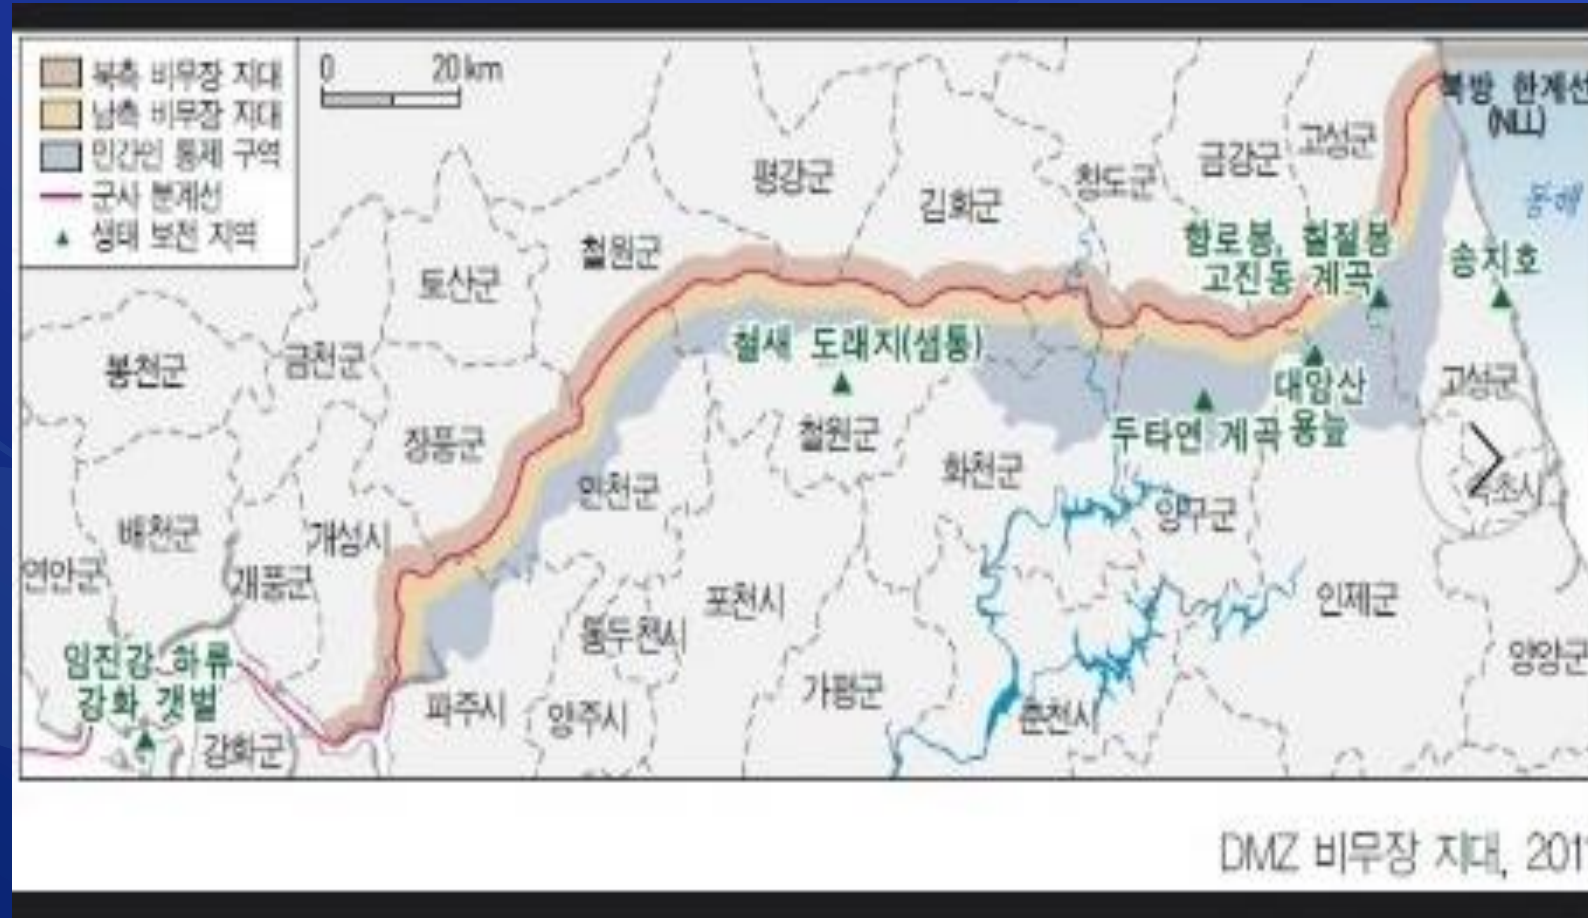 북측 비무장 지대
남측 비무장 지대
민간인 통제 구역
군사 분계선
생태 보전 지역
0 20km
북방 한계선
(NLL)
동해
고성군
금강군
창도군
평강군
김화군
철원군
토산군
향로봉, 칠절봉
고진동 계곡
송지호
철새 도래지(샘통)
봉천군
금천군
대암산
용늪
고성군
장풍군
철원군
두타연 계곡
화천군
인천군
양구군
배천군
개성시
연안군
개풍군
포천시
인제군
동두천시
임진강 하류
강화 갯벌
양양군
가평군
파주시
양주시
춘천시
강화군
DMZ 비무장 지대, 201